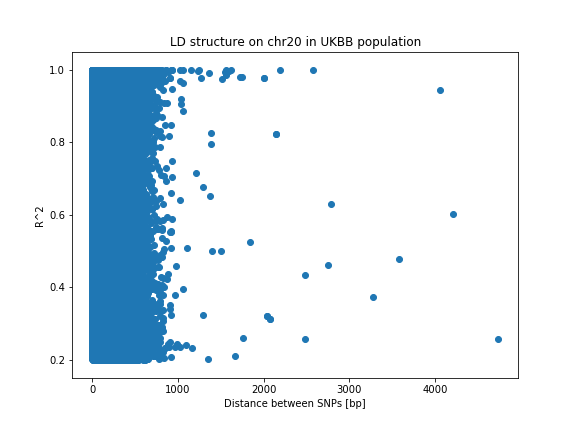 LD structure on chr20 in UKBB population
1.0
0.8
0.6
0.4
0.2
R^2
0 1000 2000 3000 4000
Distance between SNPs [bp]